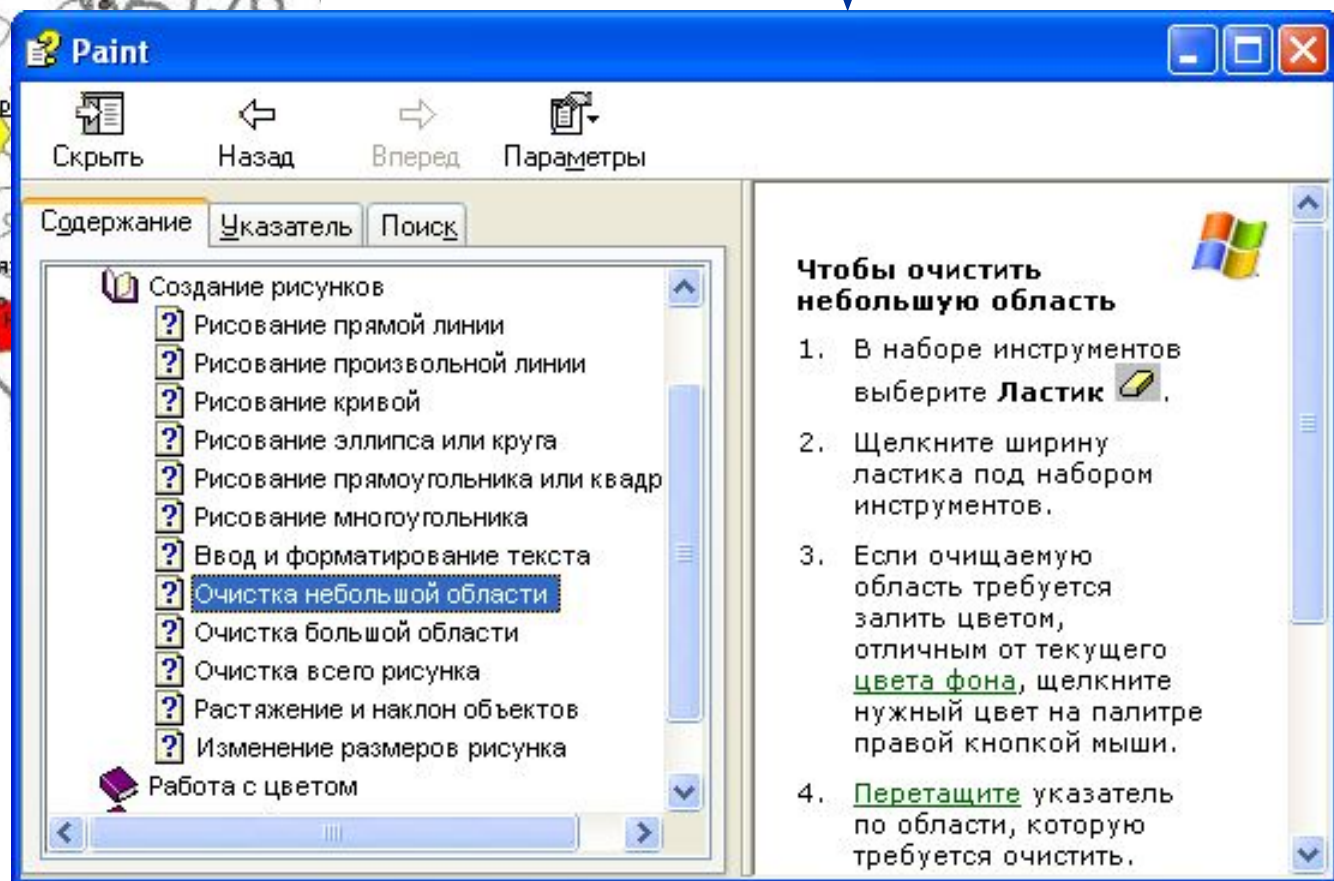 Paint
Скрыть Назад Вперед Параметры
Содержание Указатель Поиск
Создание рисунков
Рисование прямой линии
Рисование произвольной линии
Рисование кривой
Рисование эллипса или круга
Рисование прямоугольника или квадр
Рисование многоугольника
Ввод и форматирование текста
Очистка небольшой области
Очистка большой области
Очистка всего рисунка
Растяжение и наклон объектов
Изменение размеров рисунка
Работа с цветом
Чтобы очистить
небольшую область
1. В наборе инструментов
выберите Ластик .
2. Щелкните ширину
ластика под набором
инструментов.
3. Если очищаемую
область требуется
залить цветом,
отличным от текущего
цвета фона, щелкните
нужный цвет на палитре
правой кнопкой мыши.
4. Перетащите указатель
по области, которую
требуется очистить.